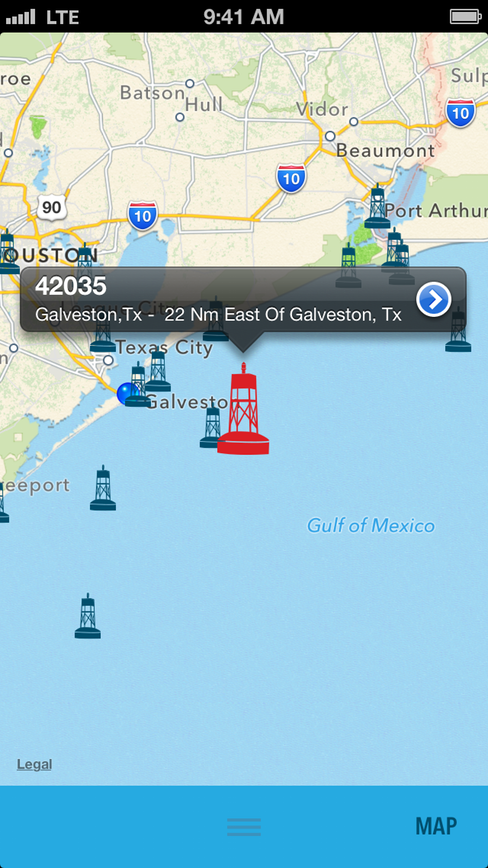 LTE 9:41 AM
roe
Sulp
Batson
Hull
Vidor
10
Beaumont
10
90
10
Port Arthur
OUSTON
42035
Galveston,Tx - 22 Nm East Of Galveston, Tx
Texas City
Galvesto
eeport
Gulf of Mexico
Legal
MAP